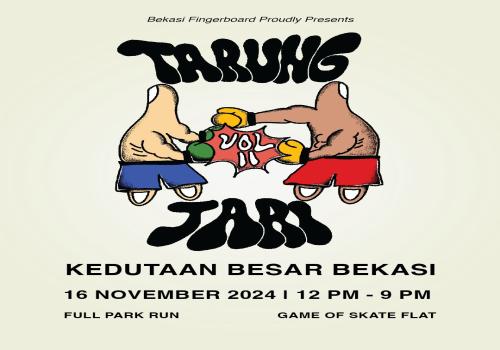 Bekasi Fingerboard Proudly Presents
TARUNG
VOL
II
JARI
KEDUTAAN BESAR BEKASI
16 NOVEMBER 2024 | 12 PM - 9 PM
FULL PARK RUN GAME OF SKATE FLAT